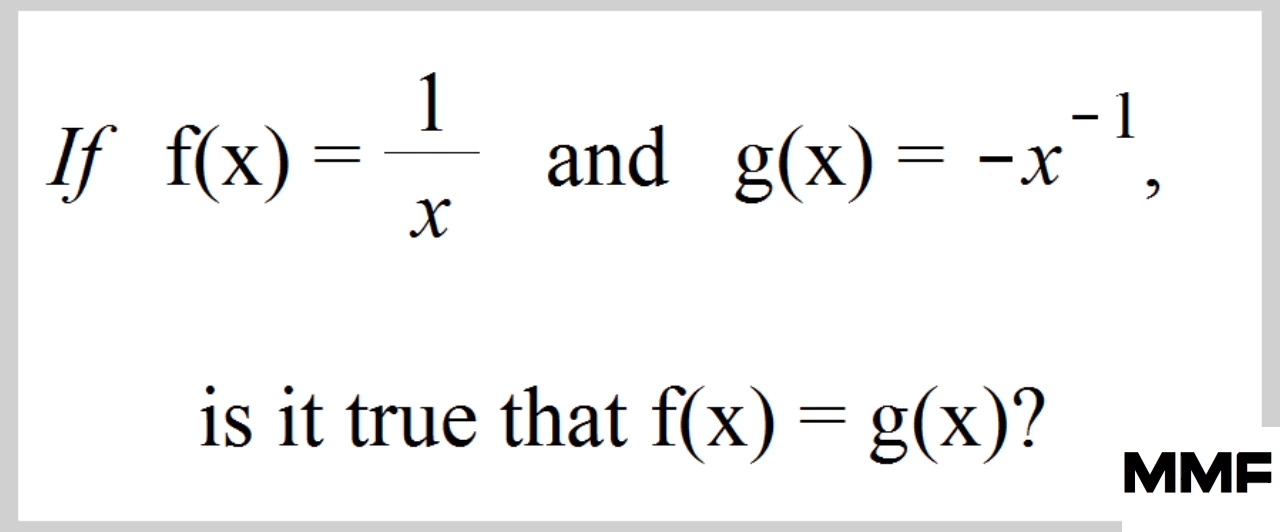 If f(x) = 1/x and g(x) = -x⁻¹,
is it true that f(x) = g(x)?
MMF